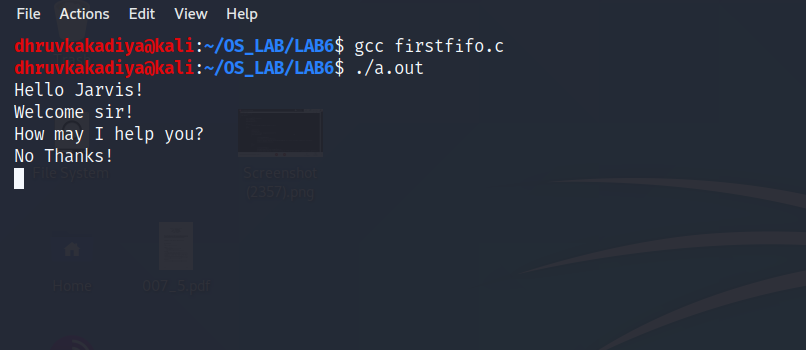 File Actions Edit View Help
dhruvkakadiya@kali:~/OS_LAB/LAB6$ gcc firstfifo.c
dhruvkakadiya@kali:~/OS_LAB/LAB6$ ./a.out
Hello Jarvis!
Welcome sir!
How may I help you?
No Thanks!
File System
Screenshot
(2357).png
Home
007_5.pdf